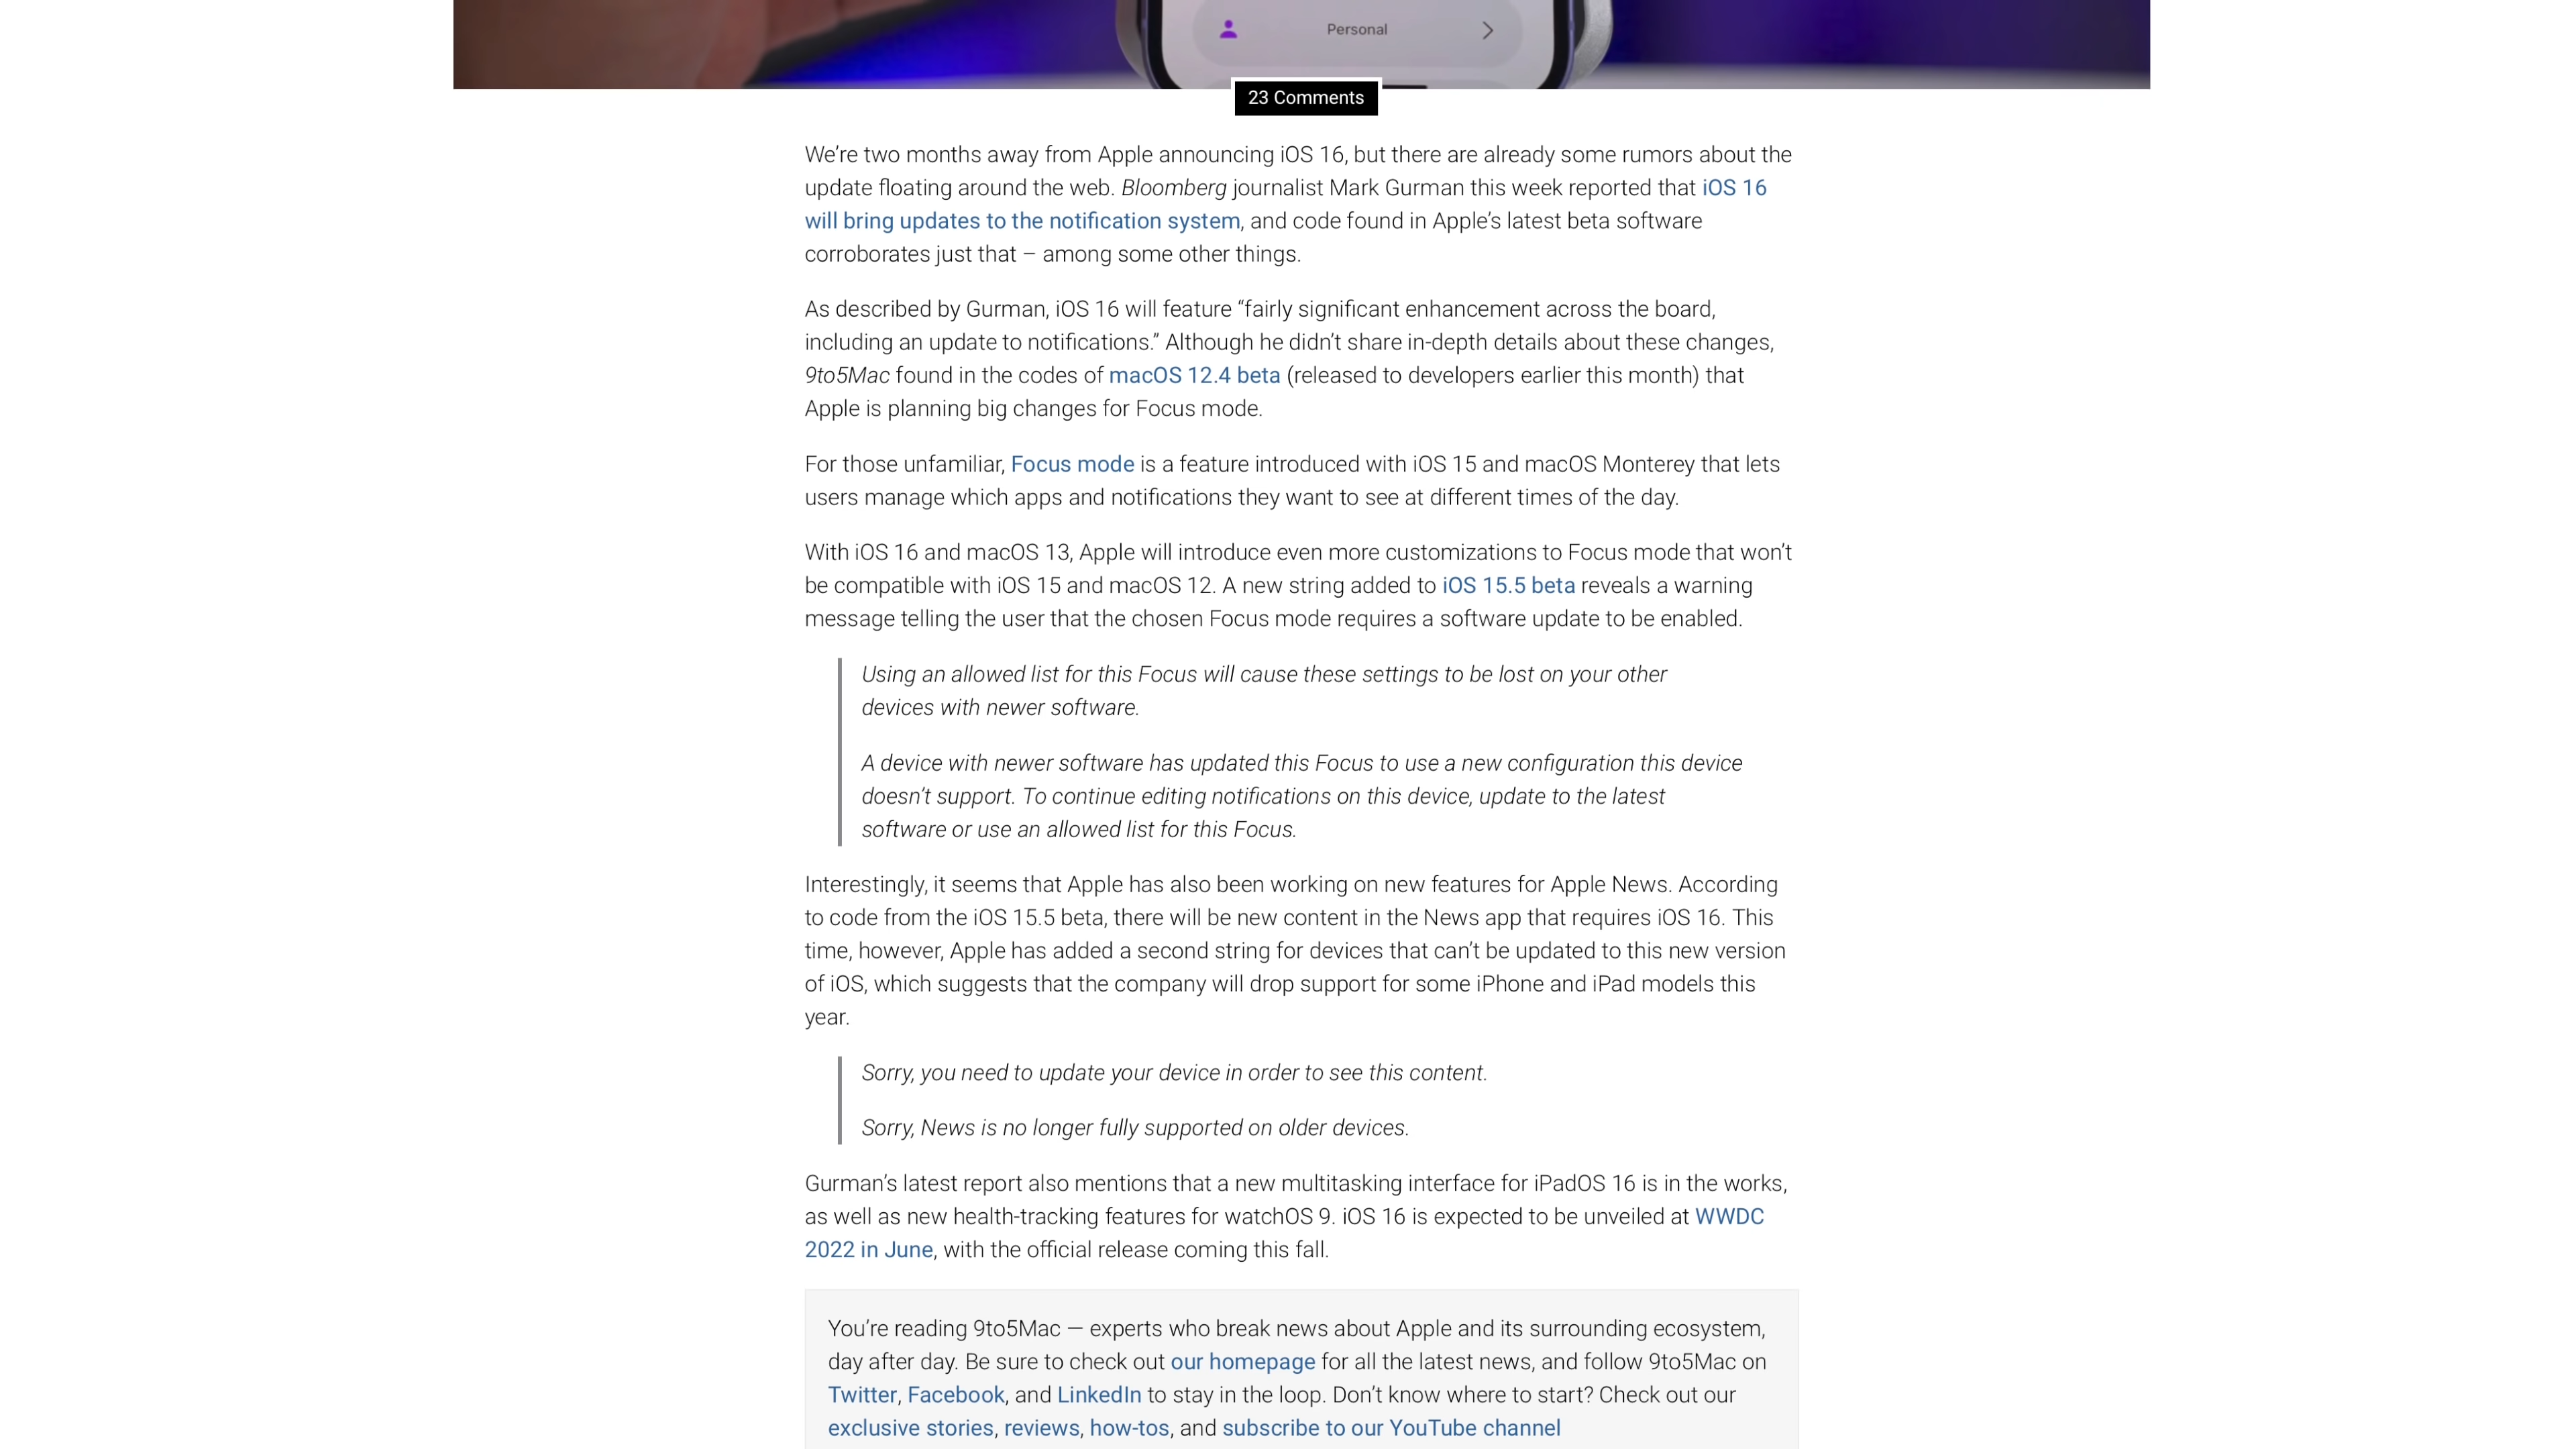 Personal
23 Comments
We’re two months away from Apple announcing iOS 16, but there are already some rumors about the
update floating around the web. Bloomberg journalist Mark Gurman this week reported that iOS 16
will bring updates to the notification system, and code found in Apple’s latest beta software
corroborates just that – among some other things.
As described by Gurman, iOS 16 will feature “fairly significant enhancement across the board,
including an update to notifications.” Although he didn’t share in-depth details about these changes,
9to5Mac found in the codes of macOS 12.4 beta (released to developers earlier this month) that
Apple is planning big changes for Focus mode.
For those unfamiliar, Focus mode is a feature introduced with iOS 15 and macOS Monterey that lets
users manage which apps and notifications they want to see at different times of the day.
With iOS 16 and macOS 13, Apple will introduce even more customizations to Focus mode that won’t
be compatible with iOS 15 and macOS 12. A new string added to iOS 15.5 beta reveals a warning
message telling the user that the chosen Focus mode requires a software update to be enabled.
Using an allowed list for this Focus will cause these settings to be lost on your other
devices with newer software.
A device with newer software has updated this Focus to use a new configuration this device
doesn’t support. To continue editing notifications on this device, update to the latest
software or use an allowed list for this Focus.
Interestingly, it seems that Apple has also been working on new features for Apple News. According
to code from the iOS 15.5 beta, there will be new content in the News app that requires iOS 16. This
time, however, Apple has added a second string for devices that can’t be updated to this new version
of iOS, which suggests that the company will drop support for some iPhone and iPad models this
year.
Sorry, you need to update your device in order to see this content.
Sorry, News is no longer fully supported on older devices.
Gurman’s latest report also mentions that a new multitasking interface for iPadOS 16 is in the works,
as well as new health-tracking features for watchOS 9. iOS 16 is expected to be unveiled at WWDC
2022 in June, with the official release coming this fall.
You’re reading 9to5Mac — experts who break news about Apple and its surrounding ecosystem,
day after day. Be sure to check out our homepage for all the latest news, and follow 9to5Mac on
Twitter, Facebook, and LinkedIn to stay in the loop. Don’t know where to start? Check out our
exclusive stories, reviews, how-tos, and subscribe to our YouTube channel